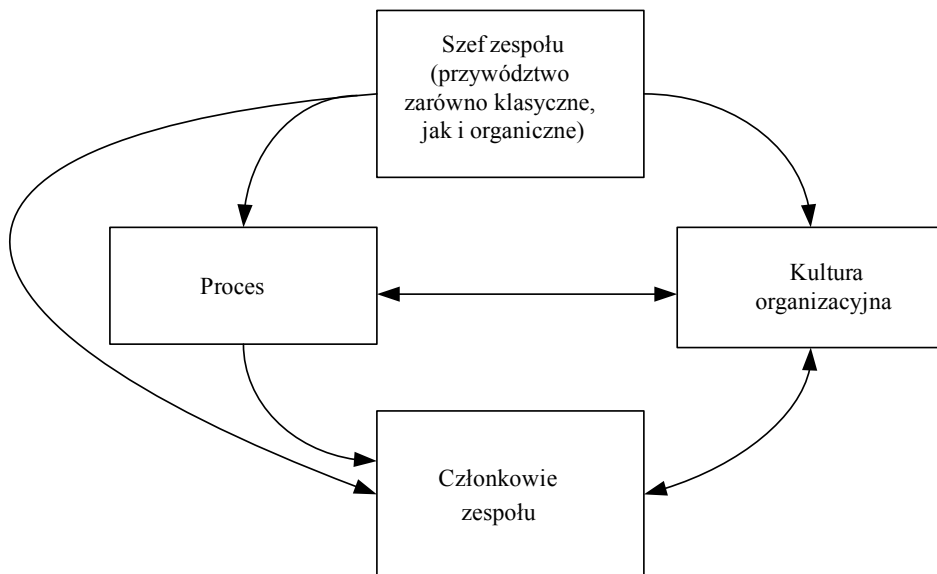 Szef zespołu
(przywództwo
zarówno klasyczne,
jak i organiczne)
Proces
Kultura
organizacyjna
Członkowie
zespołu